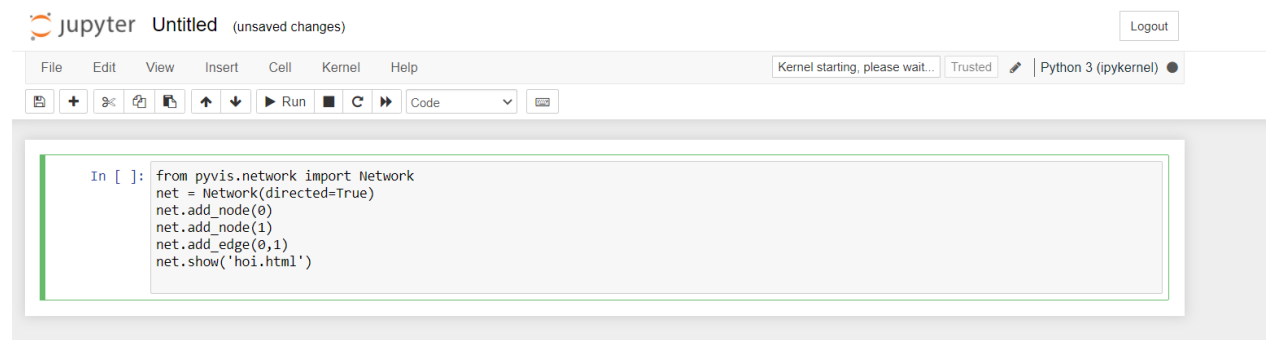 jupyter Untitled (unsaved changes)
Logout
File Edit View Insert Cell Kernel Help
Kernel starting, please wait... Trusted Python 3 (ipykernel)
Run Code
In [ ]: from pyvis.network import Network
net = Network(directed=True)
net.add_node(0)
net.add_node(1)
net.add_edge(0,1)
net.show('hoi.html')